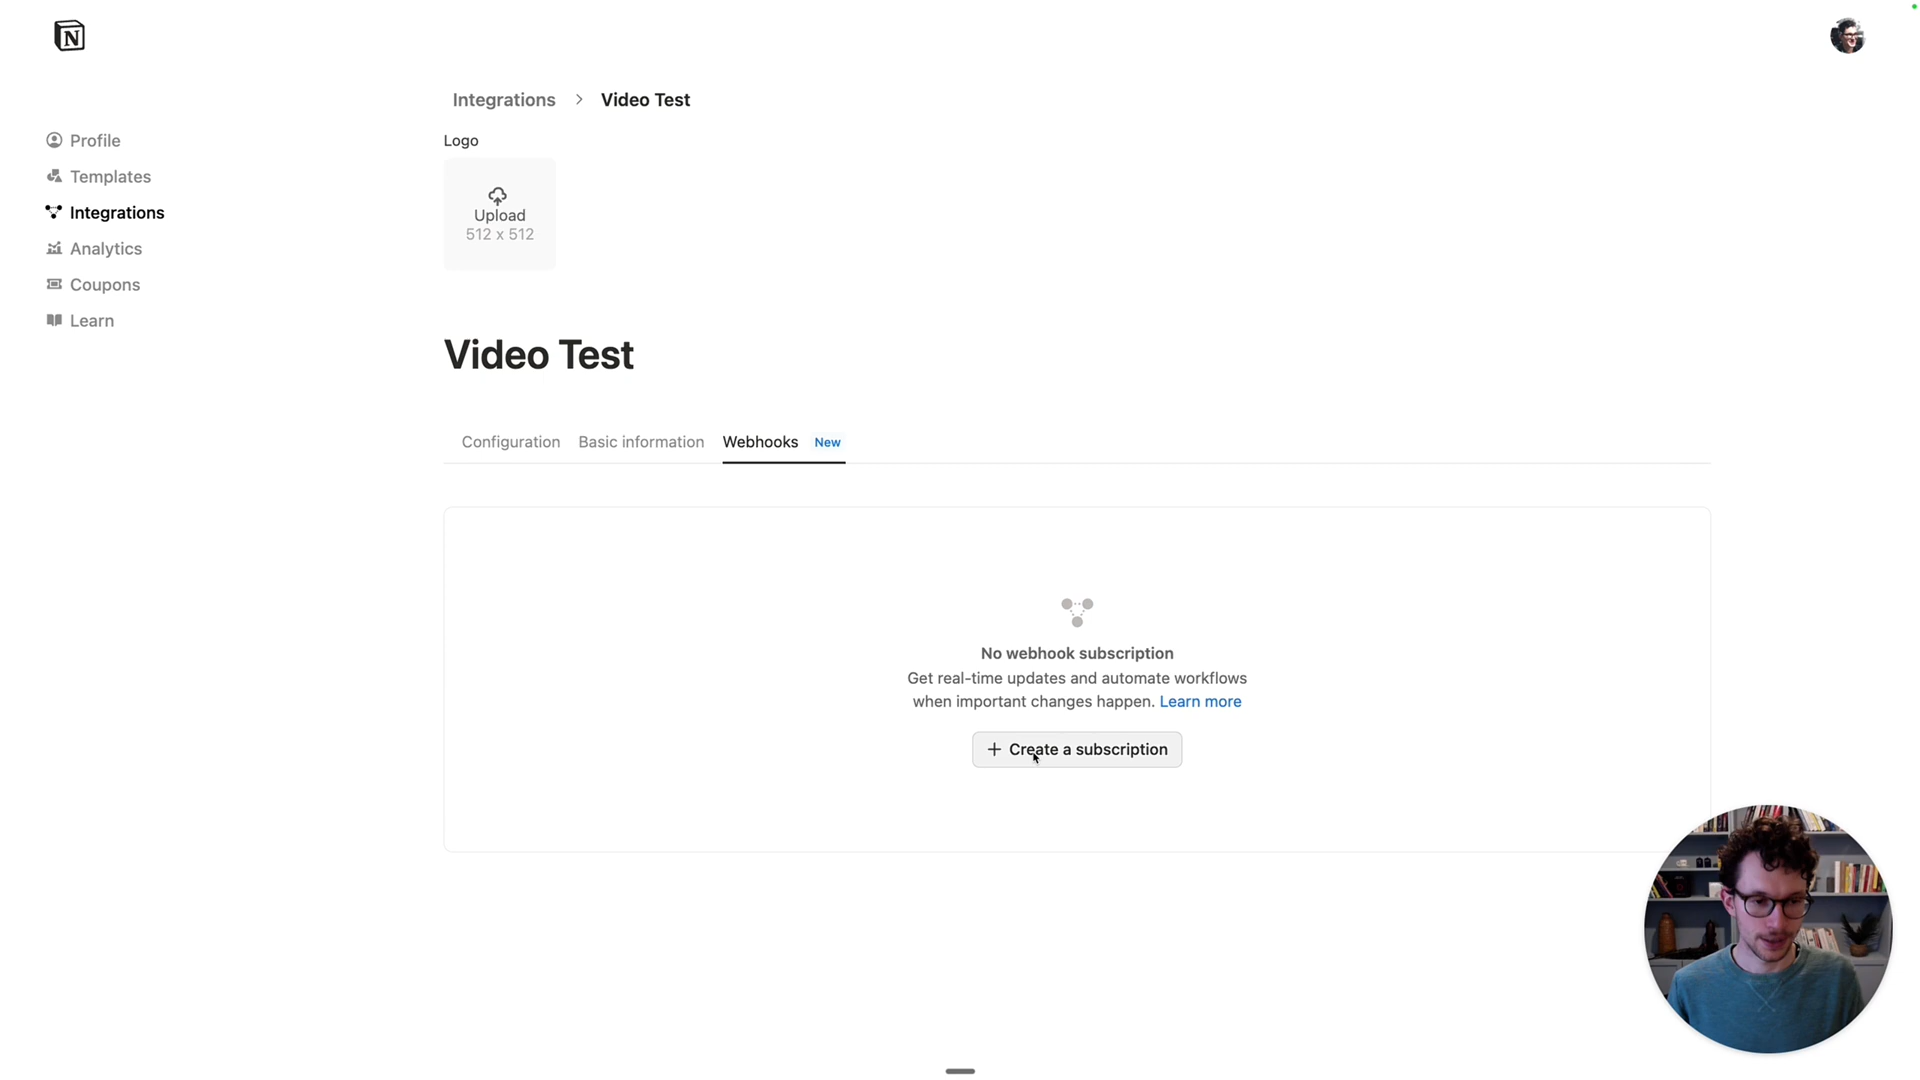 N
Integrations > Video Test
Profile
Templates
Integrations
Analytics
Coupons
Learn
Logo
Upload
512 x 512
Video Test
Configuration Basic information Webhooks New
No webhook subscription
Get real-time updates and automate workflows
when important changes happen. Learn more
+ Create a subscription